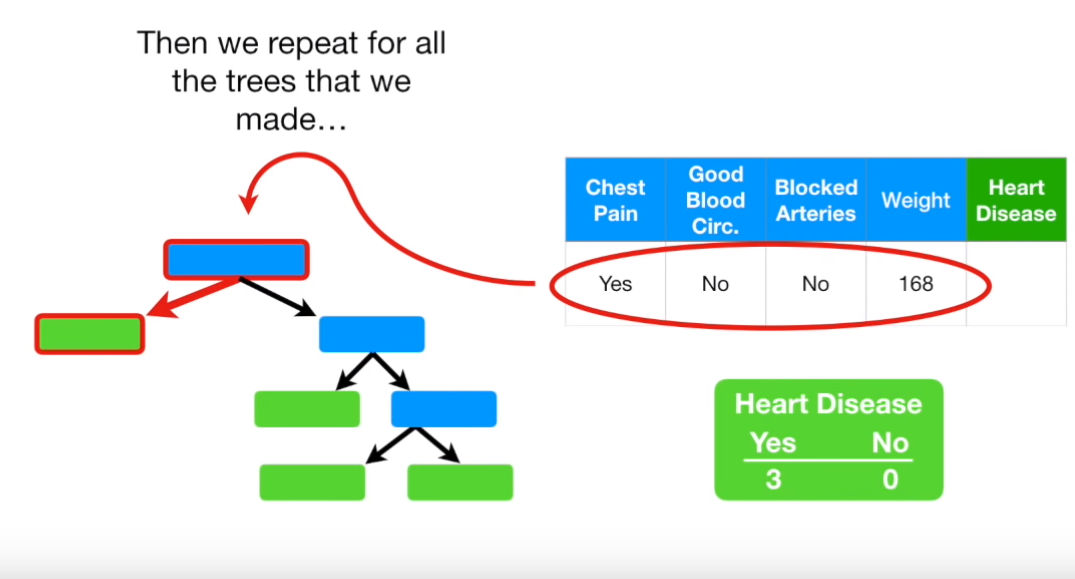 Then we repeat for all
the trees that we
made…
Chest Pain Good Blood Circ. Blocked Arteries Weight Heart Disease
Yes No No 168
Heart Disease
Yes No
3 0